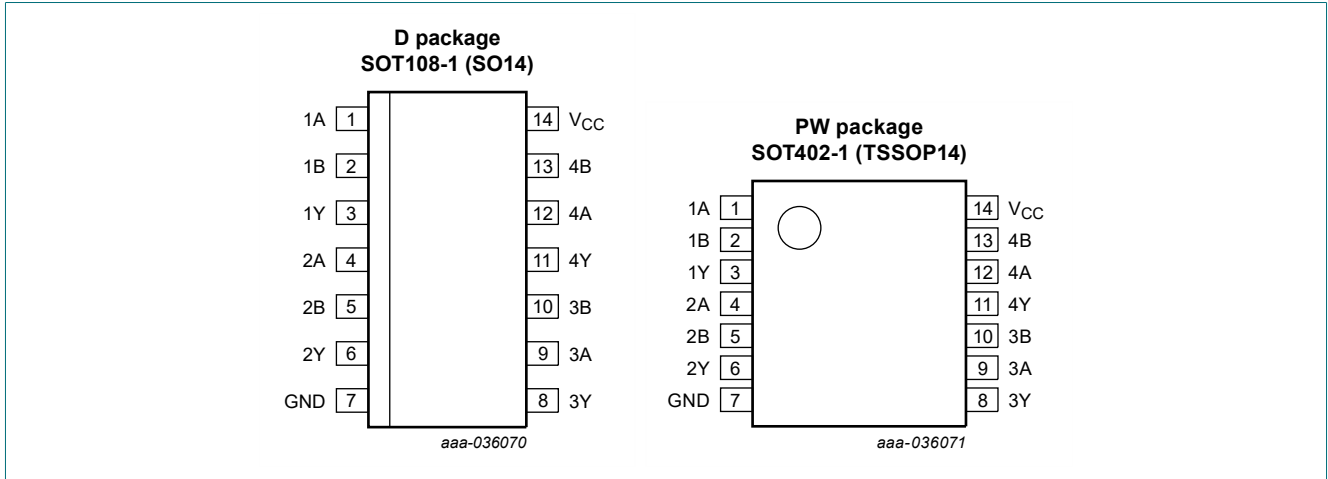 D package
SOT108-1 (SO14)
1A 1 14 VCC
1B 2 13 4B
1Y 3 12 4A
2A 4 11 4Y
2B 5 10 3B
2Y 6 9 3A
GND 7 8 3Y
aaa-036070
PW package
SOT402-1 (TSSOP14)
1A 1 14 VCC
1B 2 13 4B
1Y 3 12 4A
2A 4 11 4Y
2B 5 10 3B
2Y 6 9 3A
GND 7 8 3Y
aaa-036071